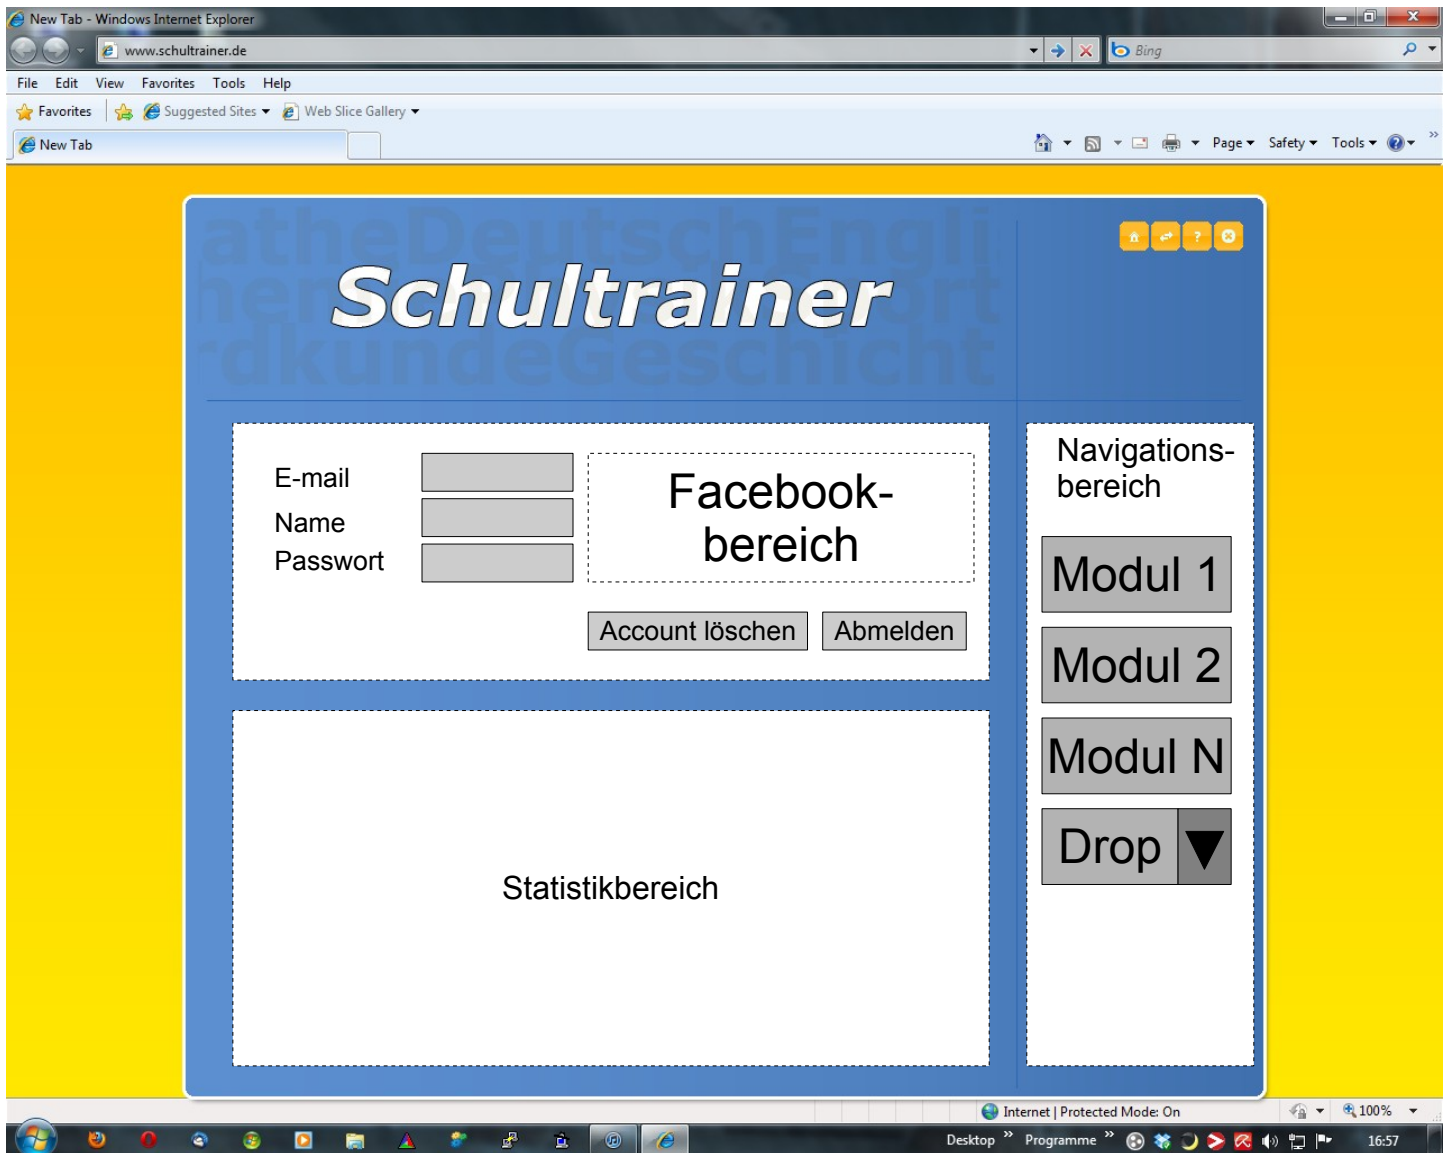 New Tab - Windows Internet Explorer
www.schultrainer.de
Bing
File Edit View Favorites Tools Help
Favorites Suggested Sites Web Slice Gallery
New Tab
Page Safety Tools
atheDeutschEngli
Schultrainer
rdkundeGeschicht
E-mail
Name
Passwort
Facebook-
bereich
Account löschen
Abmelden
Statistikbereich
Navigations-
bereich
Modul 1
Modul 2
Modul N
Drop
Internet | Protected Mode: On
100%
Desktop Programme 16:57